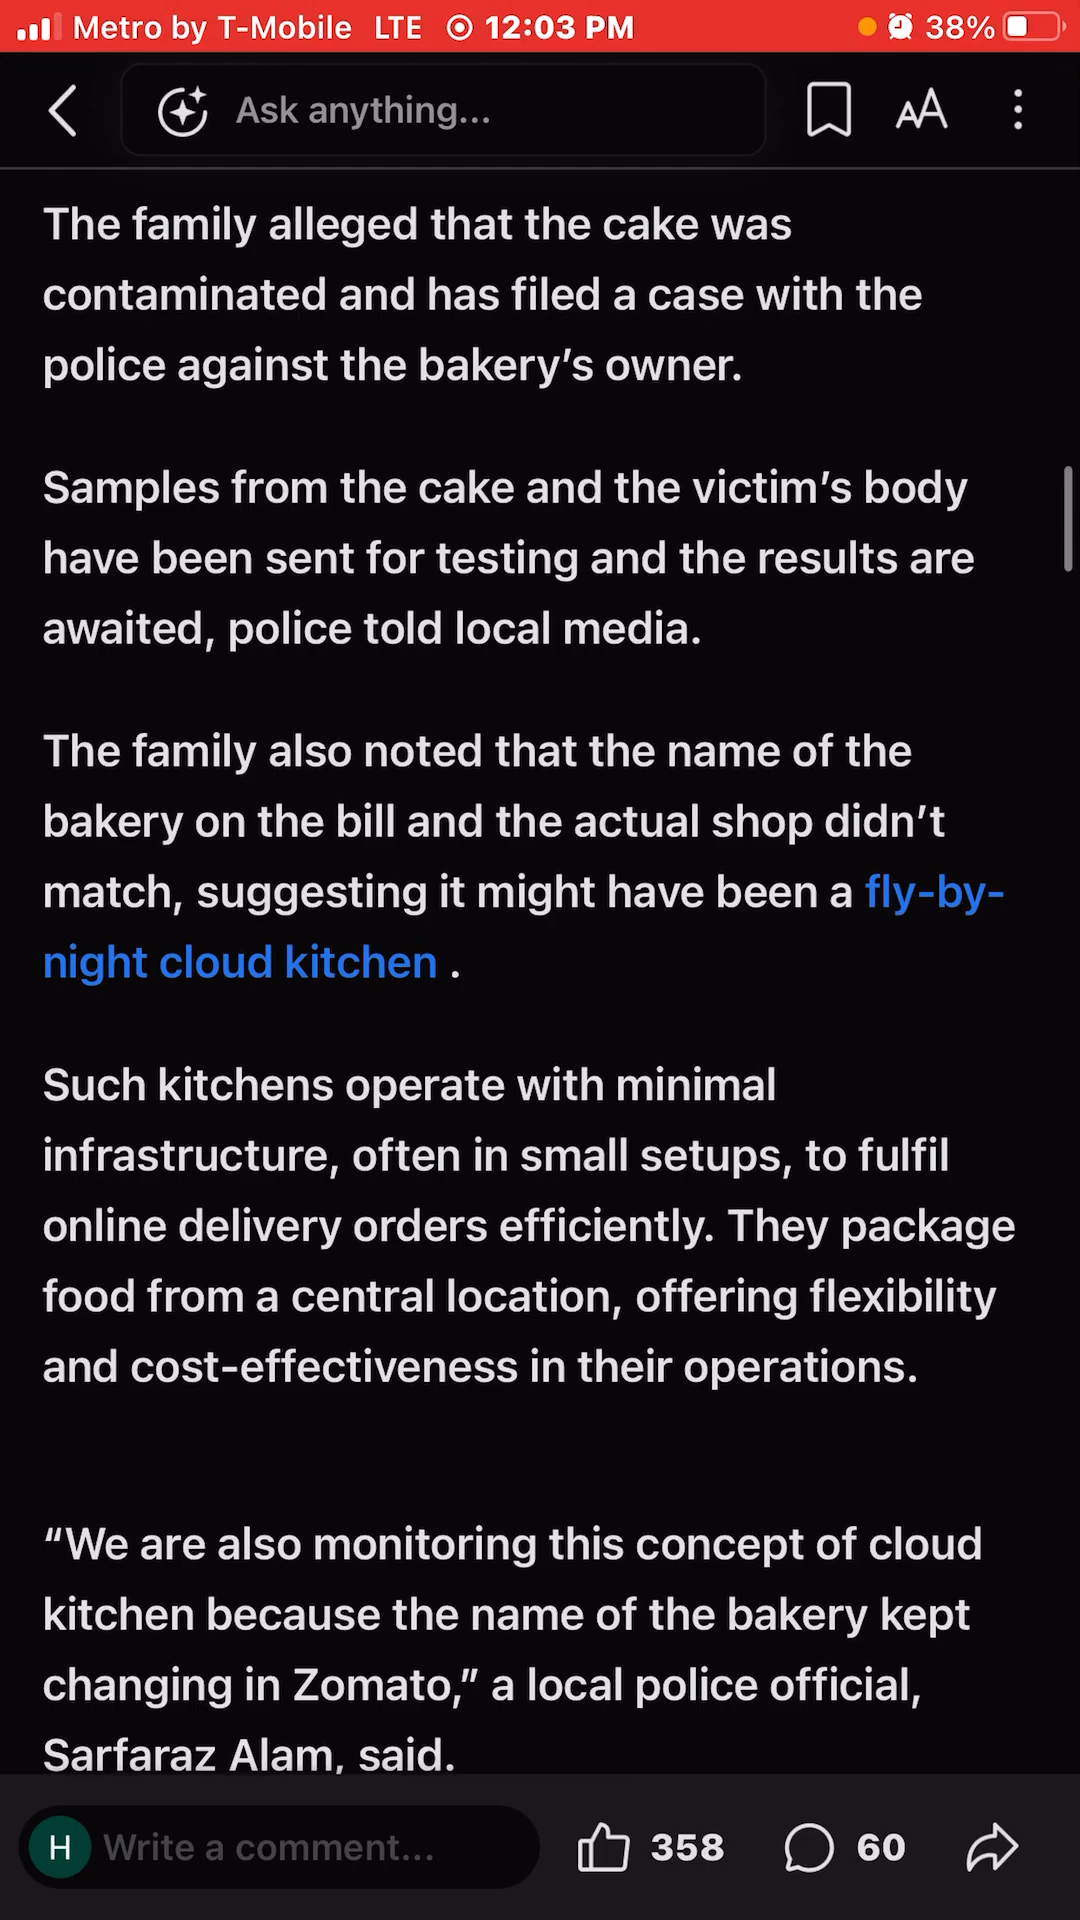 Metro by T-Mobile LTE 12:03 PM 38%
Ask anything... AA
The family alleged that the cake was
contaminated and has filed a case with the
police against the bakery’s owner.
Samples from the cake and the victim’s body
have been sent for testing and the results are
awaited, police told local media.
The family also noted that the name of the
bakery on the bill and the actual shop didn’t
match, suggesting it might have been a fly-by-
night cloud kitchen .
Such kitchens operate with minimal
infrastructure, often in small setups, to fulfil
online delivery orders efficiently. They package
food from a central location, offering flexibility
and cost-effectiveness in their operations.
“We are also monitoring this concept of cloud
kitchen because the name of the bakery kept
changing in Zomato,” a local police official,
Sarfaraz Alam, said.
H Write a comment... 358 60